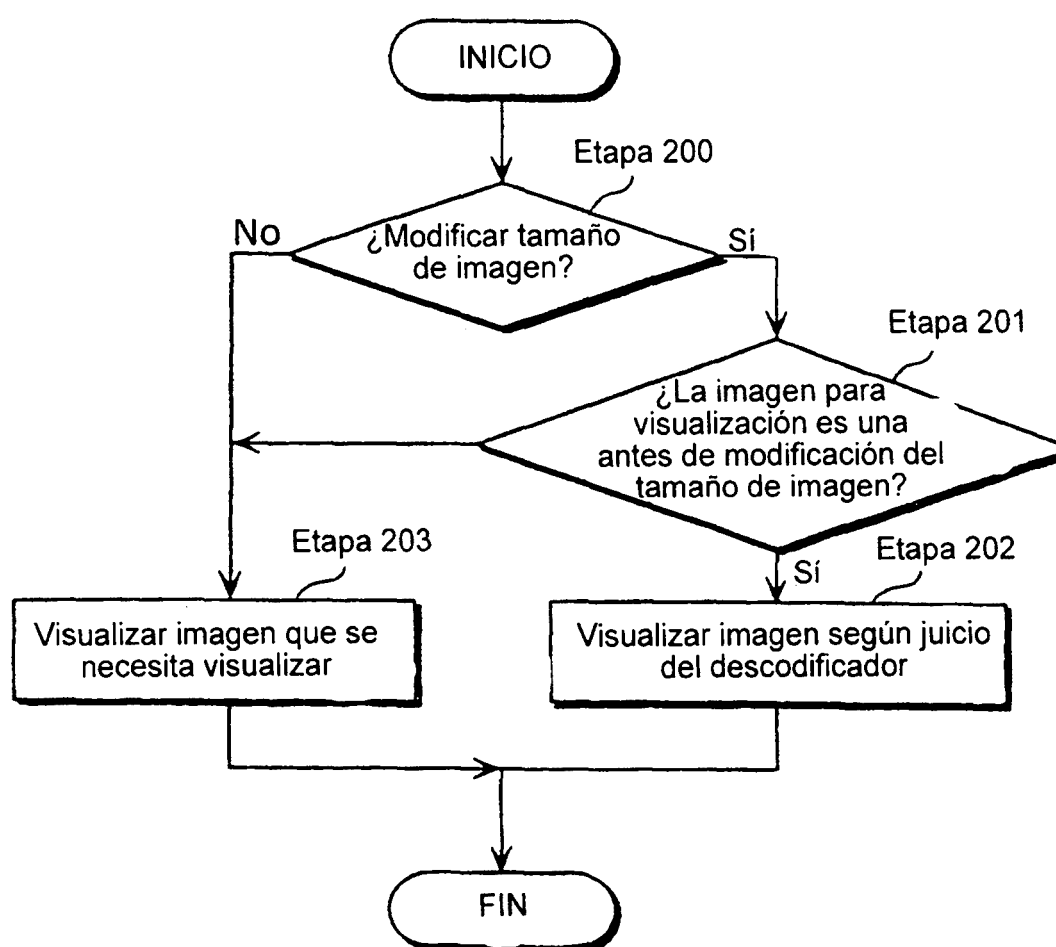 INICIO
Etapa 200
¿Modificar tamaño
de imagen?
No
Sí
Etapa 201
¿La imagen para
visualización es una
antes de modificación del
tamaño de imagen?
Sí
Etapa 203
Etapa 202
Visualizar imagen que se
necesita visualizar
Visualizar imagen según juicio
del descodificador
FIN